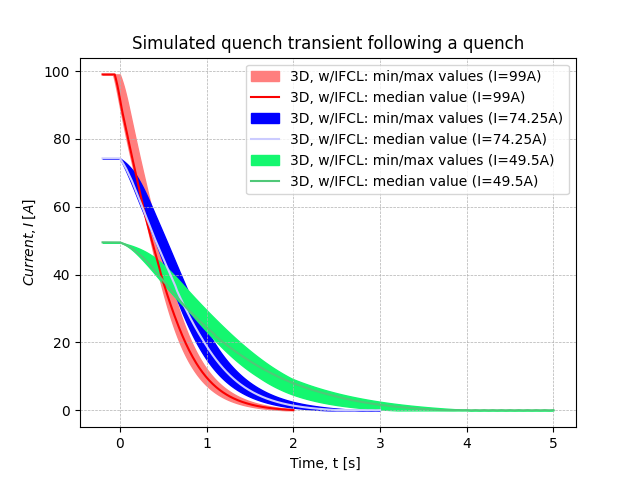 Simulated quench transient following a quench
100
80
60
40
20
0
Current, I [A]
3D, w/IFCL: min/max values (I=99A)
3D, w/IFCL: median value (I=99A)
3D, w/IFCL: min/max values (I=74.25A)
3D, w/IFCL: median value (I=74.25A)
3D, w/IFCL: min/max values (I=49.5A)
3D, w/IFCL: median value (I=49.5A)
0 1 2 3 4 5
Time, t [s]